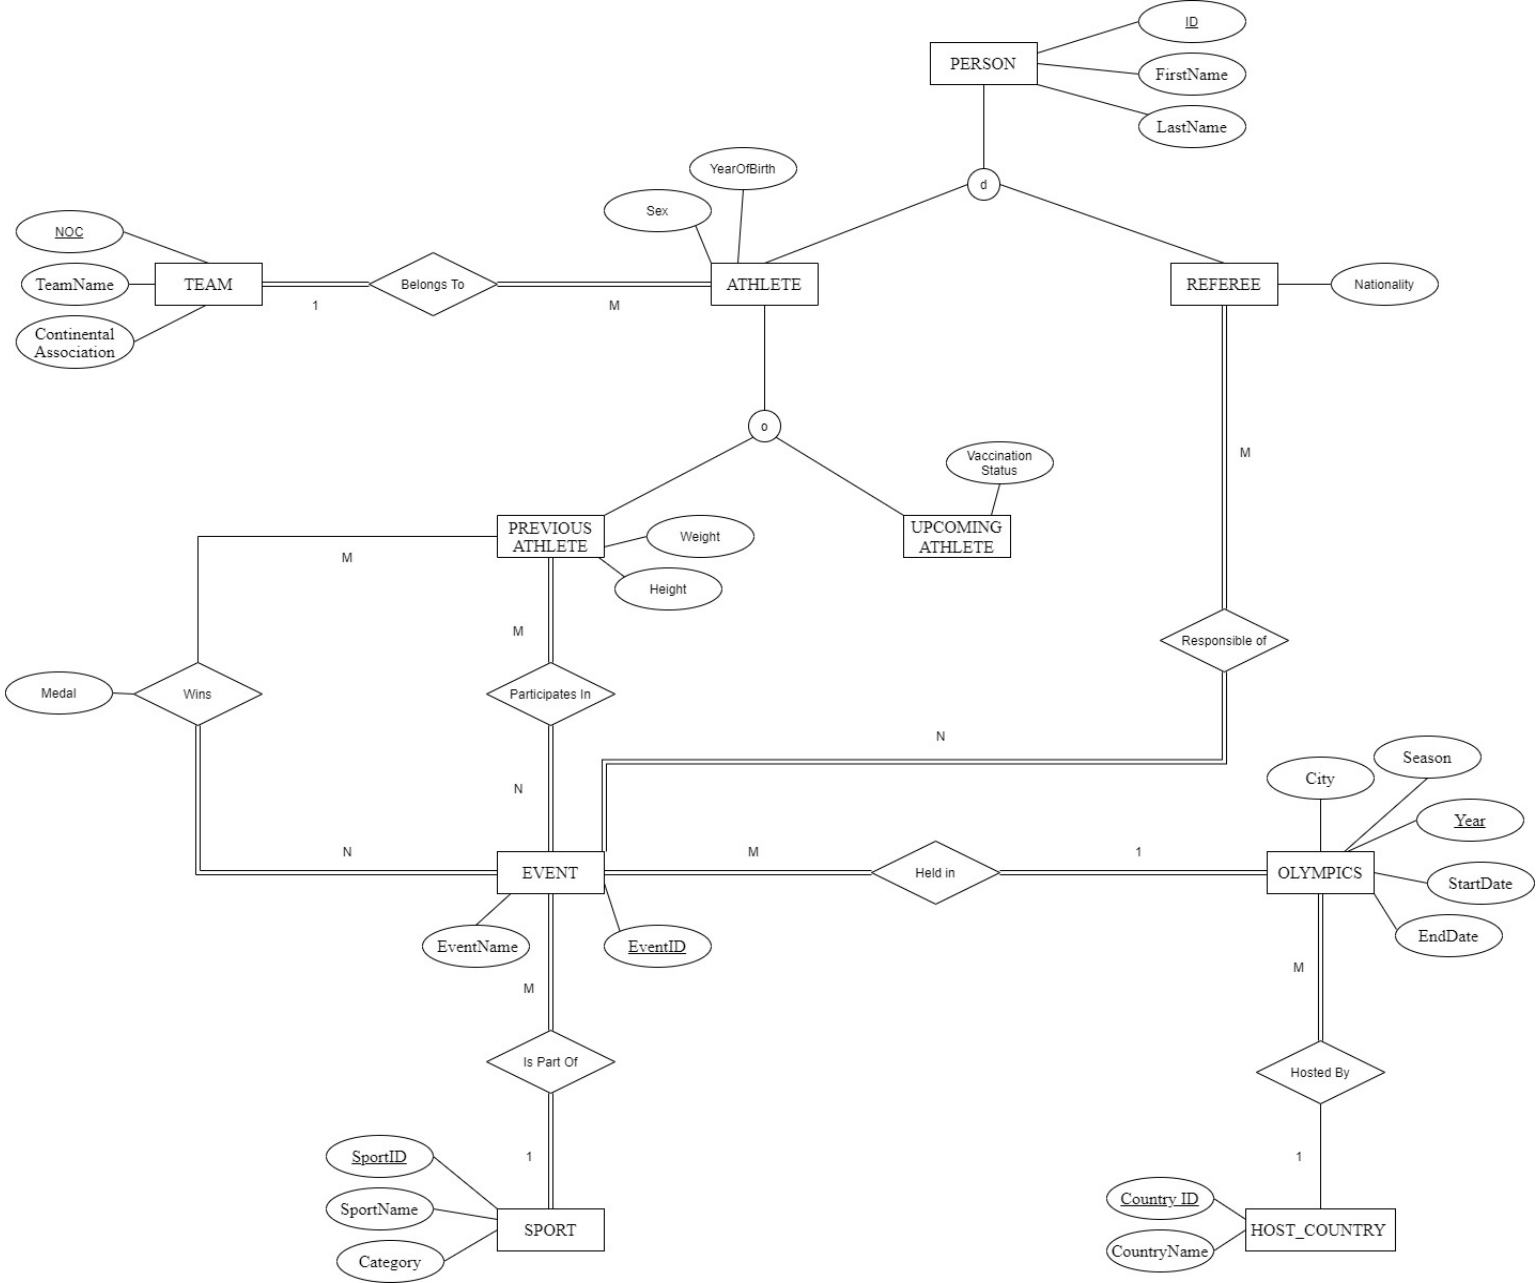 ID
PERSON
FirstName
LastName
YearOfBirth
d
Sex
NOC
TEAM
TeamName
Belongs To
ATHLETE
REFEREE
Nationality
1
M
Continental
Association
o
M
Vaccination
Status
PREVIOUS
ATHLETE
Weight
UPCOMING
ATHLETE
M
Height
M
Responsible of
Medal
Wins
Participates In
N
Season
City
N
Year
N
M
1
EVENT
Held in
OLYMPICS
StartDate
EventName
EventID
EndDate
M
M
Is Part Of
Hosted By
SportID
1
1
SportName
Country ID
SPORT
HOST_COUNTRY
Category
CountryName